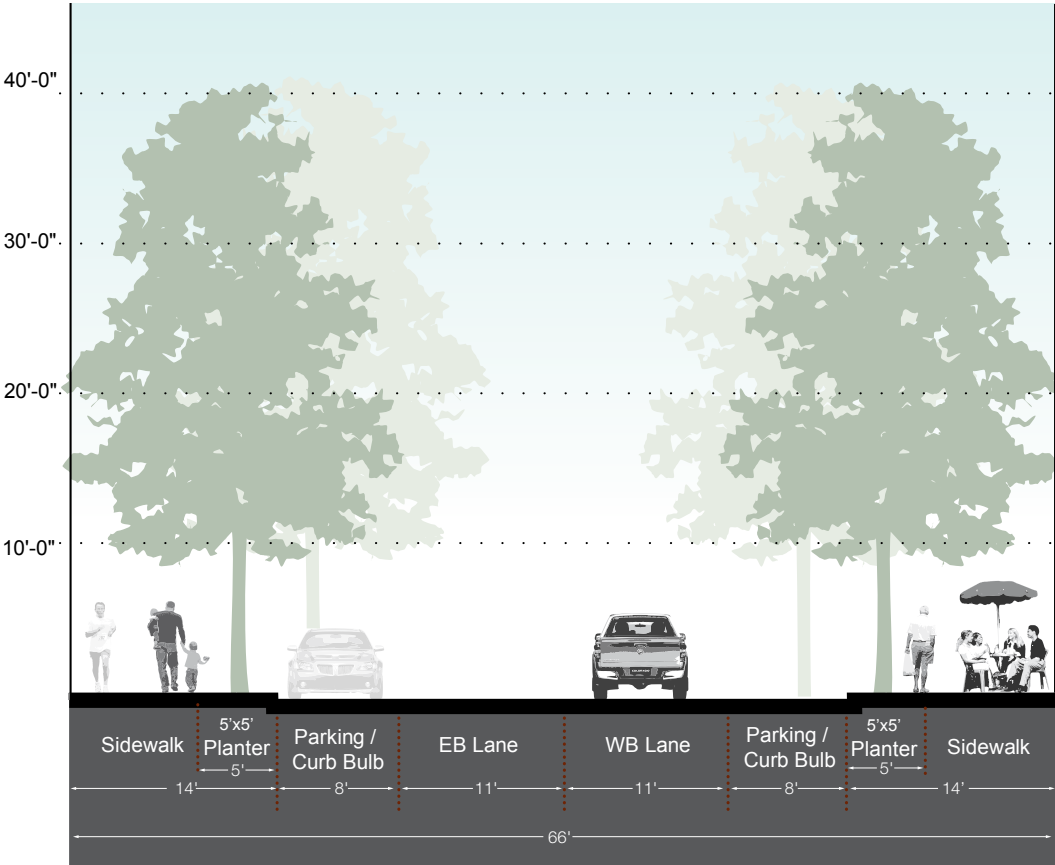 40'-0"
30'-0"
20'-0"
10'-0"
Sidewalk
5’x5’
Planter
5'
Parking /
Curb Bulb
EB Lane
WB Lane
Parking /
Curb Bulb
5’x5’
Planter
5'
Sidewalk
14'
8'
11'
11'
8'
14'
66'